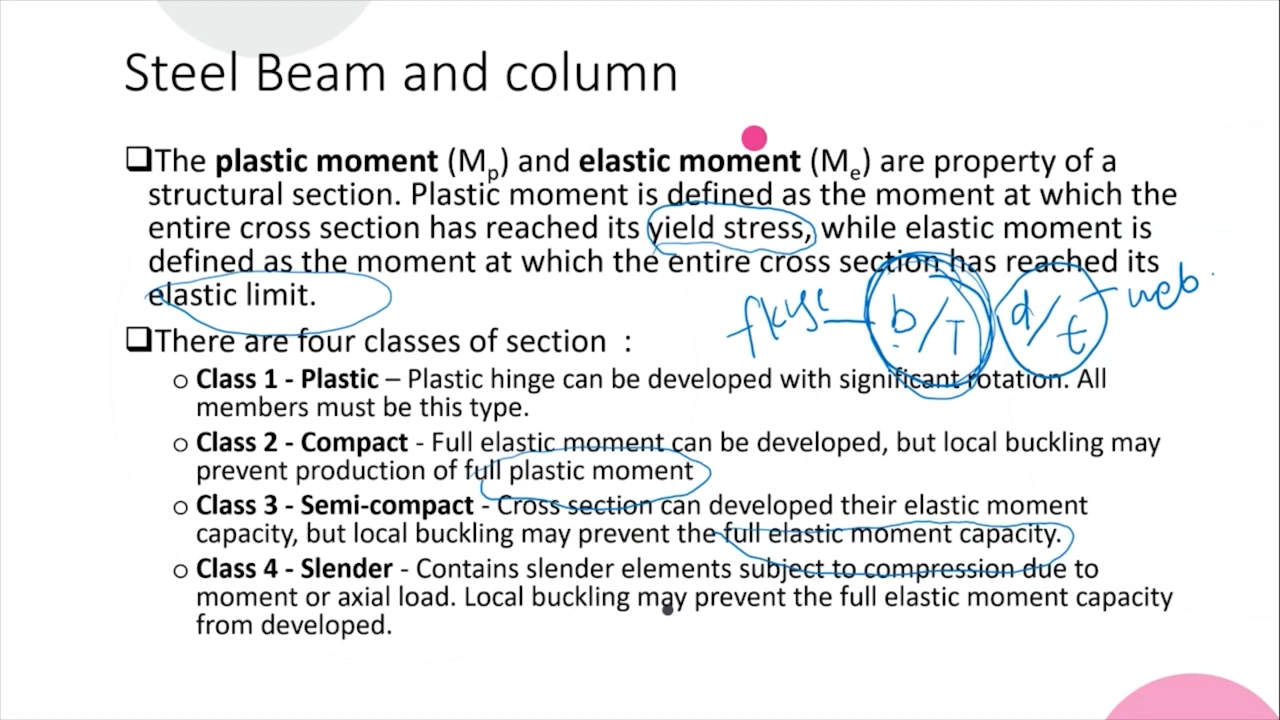 Steel Beam and column
❑The plastic moment (Mp) and elastic moment (Me) are property of a
structural section. Plastic moment is defined as the moment at which the
entire cross section has reached its yield stress, while elastic moment is
defined as the moment at which the entire cross section has reached its
elastic limit.
b/T d/t web
❑There are four classes of section :
o Class 1 - Plastic – Plastic hinge can be developed with significant rotation. All
members must be this type.
o Class 2 - Compact - Full elastic moment can be developed, but local buckling may
prevent production of full plastic moment
o Class 3 - Semi-compact - Cross section can developed their elastic moment
capacity, but local buckling may prevent the full elastic moment capacity.
o Class 4 - Slender - Contains slender elements subject to compression due to
moment or axial load. Local buckling may prevent the full elastic moment capacity
from developed.